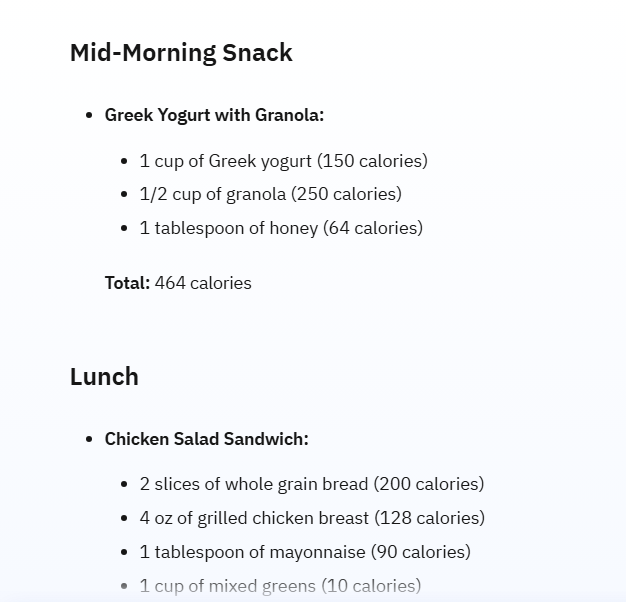 Mid-Morning Snack
• Greek Yogurt with Granola:
• 1 cup of Greek yogurt (150 calories)
• 1/2 cup of granola (250 calories)
• 1 tablespoon of honey (64 calories)
Total: 464 calories
Lunch
• Chicken Salad Sandwich:
• 2 slices of whole grain bread (200 calories)
• 4 oz of grilled chicken breast (128 calories)
• 1 tablespoon of mayonnaise (90 calories)
• 1 cup of mixed greens (10 calories)